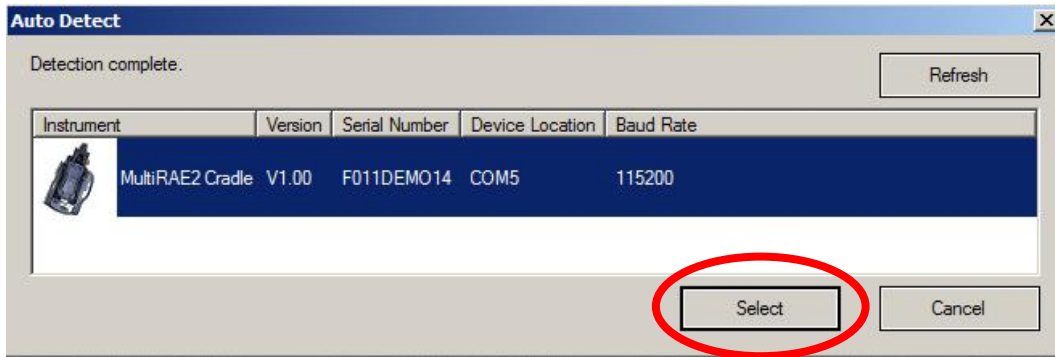 Auto Detect
Detection complete.
Refresh
Instrument Version Serial Number Device Location Baud Rate
MultiRAE2 Cradle V1.00 F011DEMO14 COM5 115200
Select Cancel